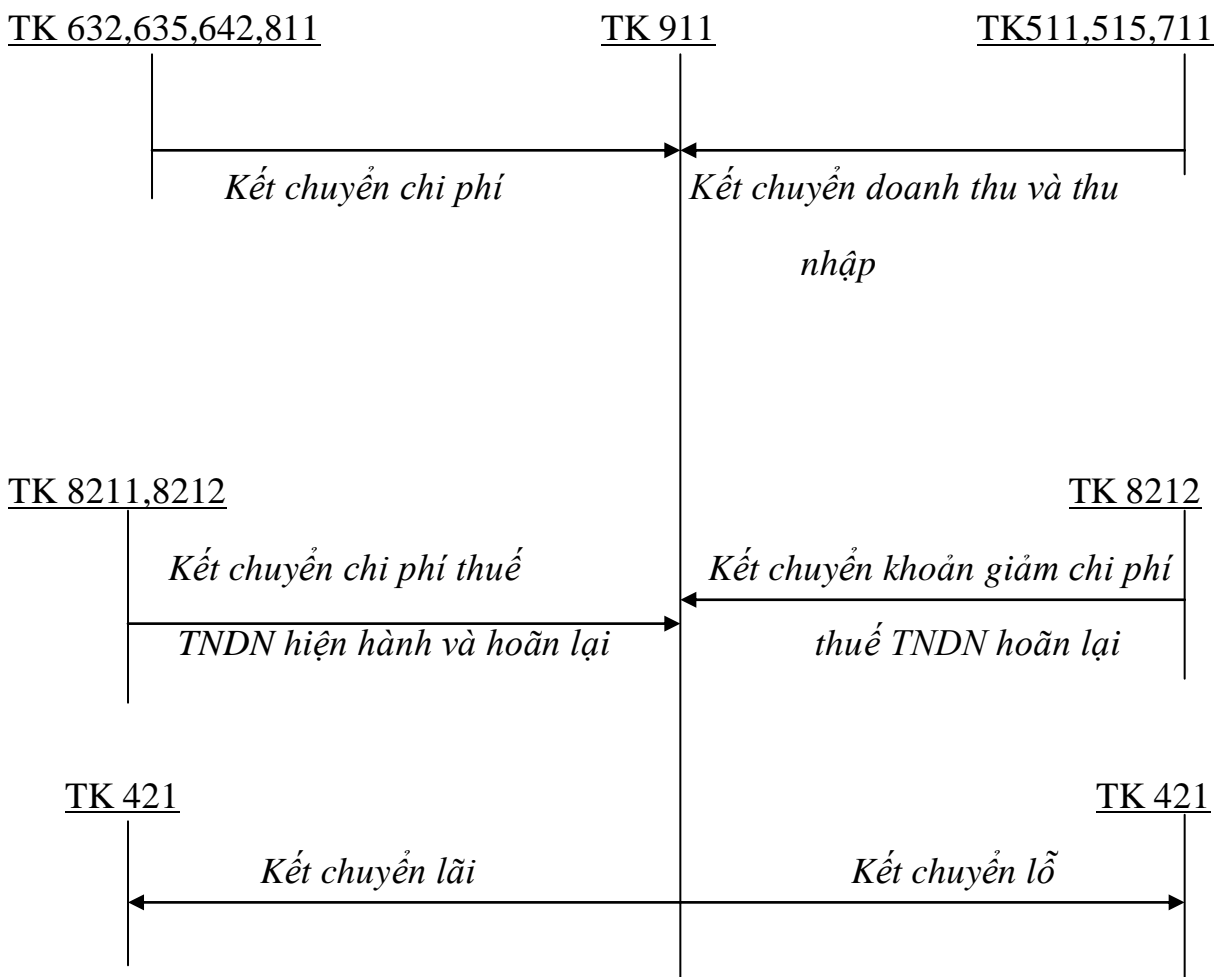 TK 632,635,642,811
TK 911
TK511,515,711
Kết chuyển chi phí
Kết chuyển doanh thu và thu
nhập
TK 8211,8212
TK 8212
Kết chuyển chi phí thuế
TNDN hiện hành và hoãn lại
Kết chuyển khoản giảm chi phí
thuế TNDN hoãn lại
TK 421
TK 421
Kết chuyển lãi
Kết chuyển lỗ